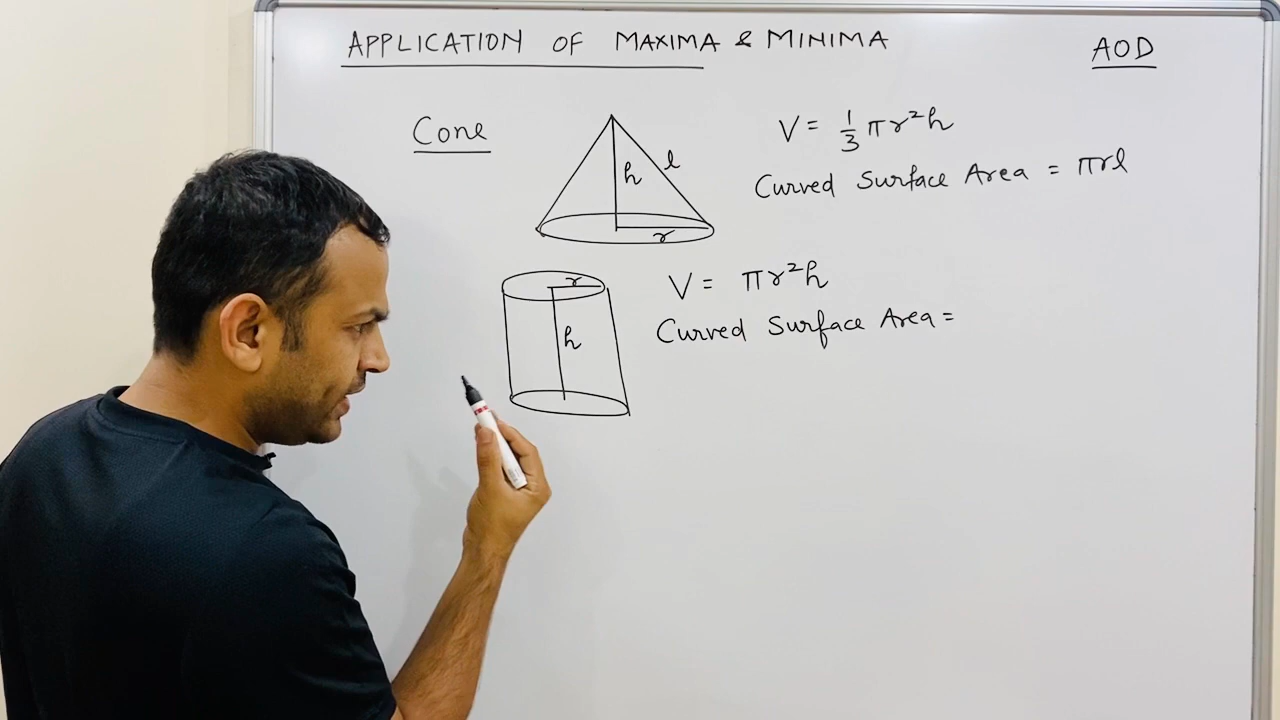 APPLICATION OF MAXIMA & MINIMA
AOD
Cone
h
l
r
V = 1/3 πr²h
Curved Surface Area = πrl
r
h
V = πr²h
Curved Surface Area =